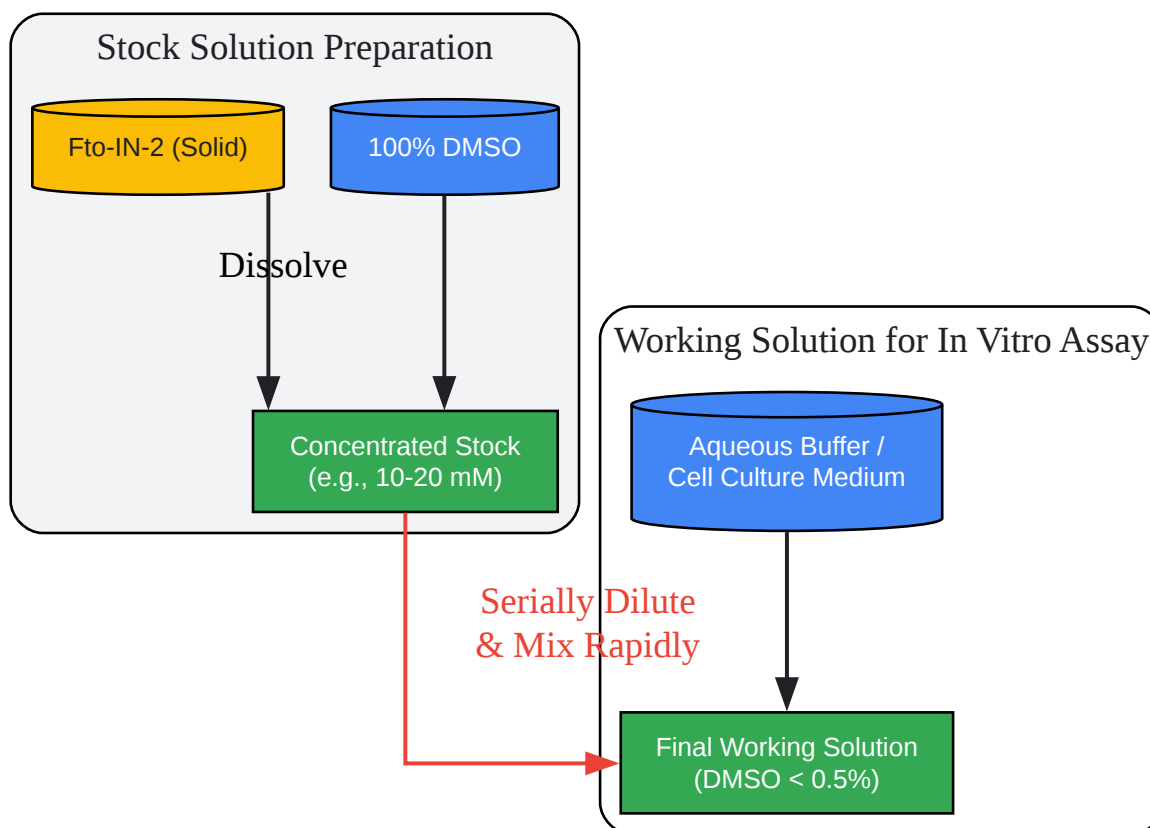 Stock Solution Preparation
Fto-IN-2 (Solid)
100% DMSO
Dissolve
Concentrated Stock
(e.g., 10-20 mM)
Working Solution for In Vitro Assay
Aqueous Buffer /
Cell Culture Medium
Serially Dilute
& Mix Rapidly
Final Working Solution
(DMSO < 0.5%)